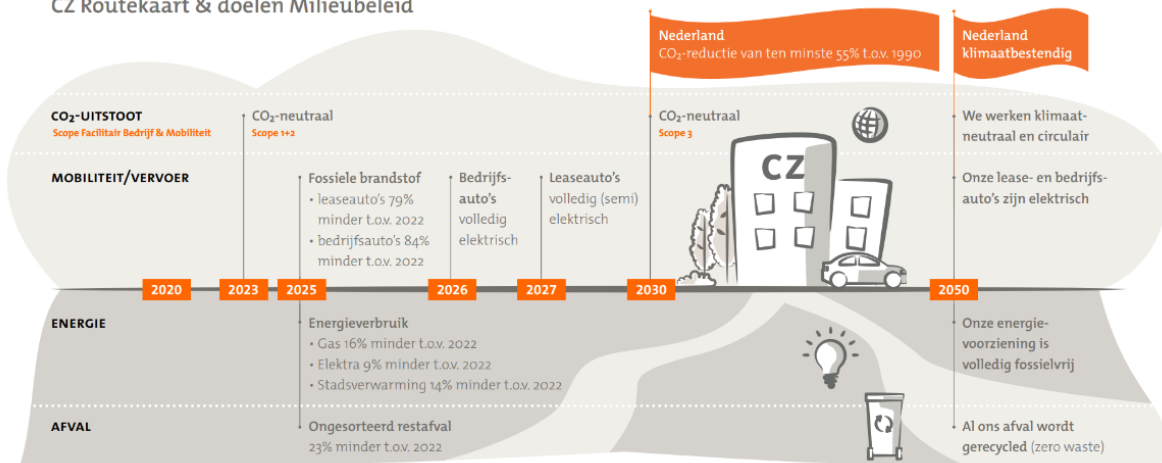 CZ Routekaart & doelen Milieubeleid
Nederland
CO₂-reductie van ten minste 55% t.o.v. 1990
Nederland
klimaatbestendig
CO₂-UITSTOOT
Scope Facilitair Bedrijf & Mobiliteit
CO₂-neutraal
Scope 1+2
CO₂-neutraal
Scope 3
We werken klimaat-
neutraal en circulair
MOBILITEIT/VERVOER
Fossiele brandstof
• leaseauto's 79%
minder t.o.v. 2022
• bedrijfsauto's 84%
minder t.o.v. 2022
Bedrijfs-
auto's
volledig
elektrisch
Leaseauto's
volledig (semi)
elektrisch
CZ
Onze lease- en bedrijfs-
auto's zijn elektrisch
2020
2023
2025
2026
2027
2030
2050
ENERGIE
Energieverbruik
• Gas 16% minder t.o.v. 2022
• Elektra 9% minder t.o.v. 2022
• Stadsverwarming 14% minder t.o.v. 2022
Onze energie-
voorziening is
volledig fossielvrij
AFVAL
Ongesorteerd restafval
23% minder t.o.v. 2022
Al ons afval wordt
gerecycled (zero waste)